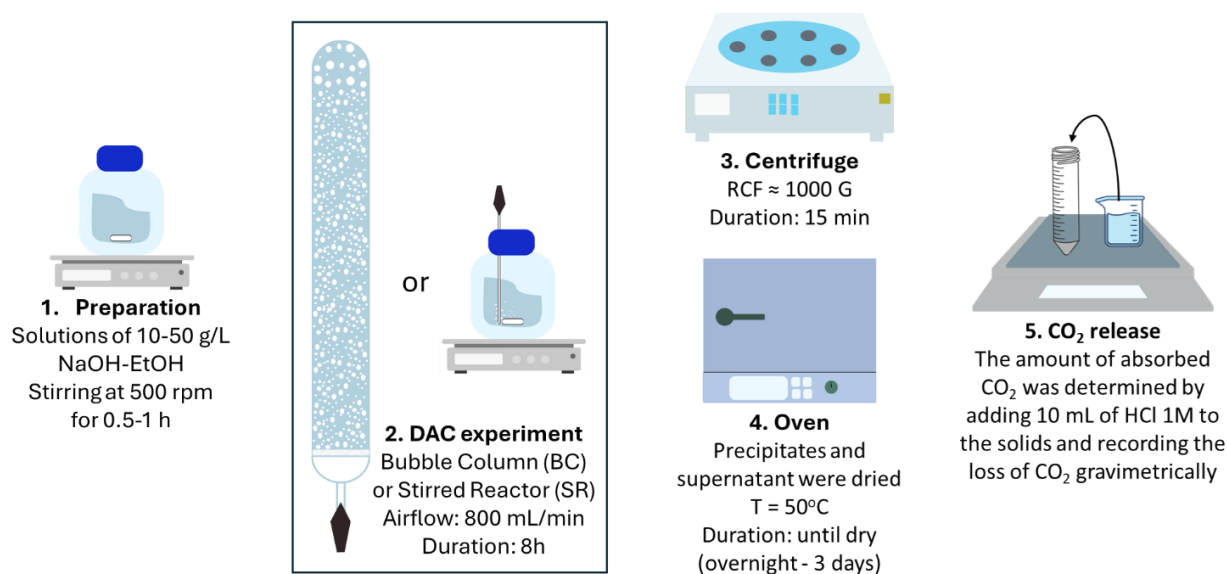 1. Preparation
Solutions of 10-50 g/L
NaOH-EtOH
Stirring at 500 rpm
for 0.5-1 h
or
2. DAC experiment
Bubble Column (BC)
or Stirred Reactor (SR)
Airflow: 800 mL/min
Duration: 8h
3. Centrifuge
RCF ≈ 1000 G
Duration: 15 min
4. Oven
Precipitates and
supernatant were dried
T = 50°C
Duration: until dry
(overnight - 3 days)
5. CO₂ release
The amount of absorbed
CO₂ was determined by
adding 10 mL of HCl 1M to
the solids and recording the
loss of CO₂ gravimetrically